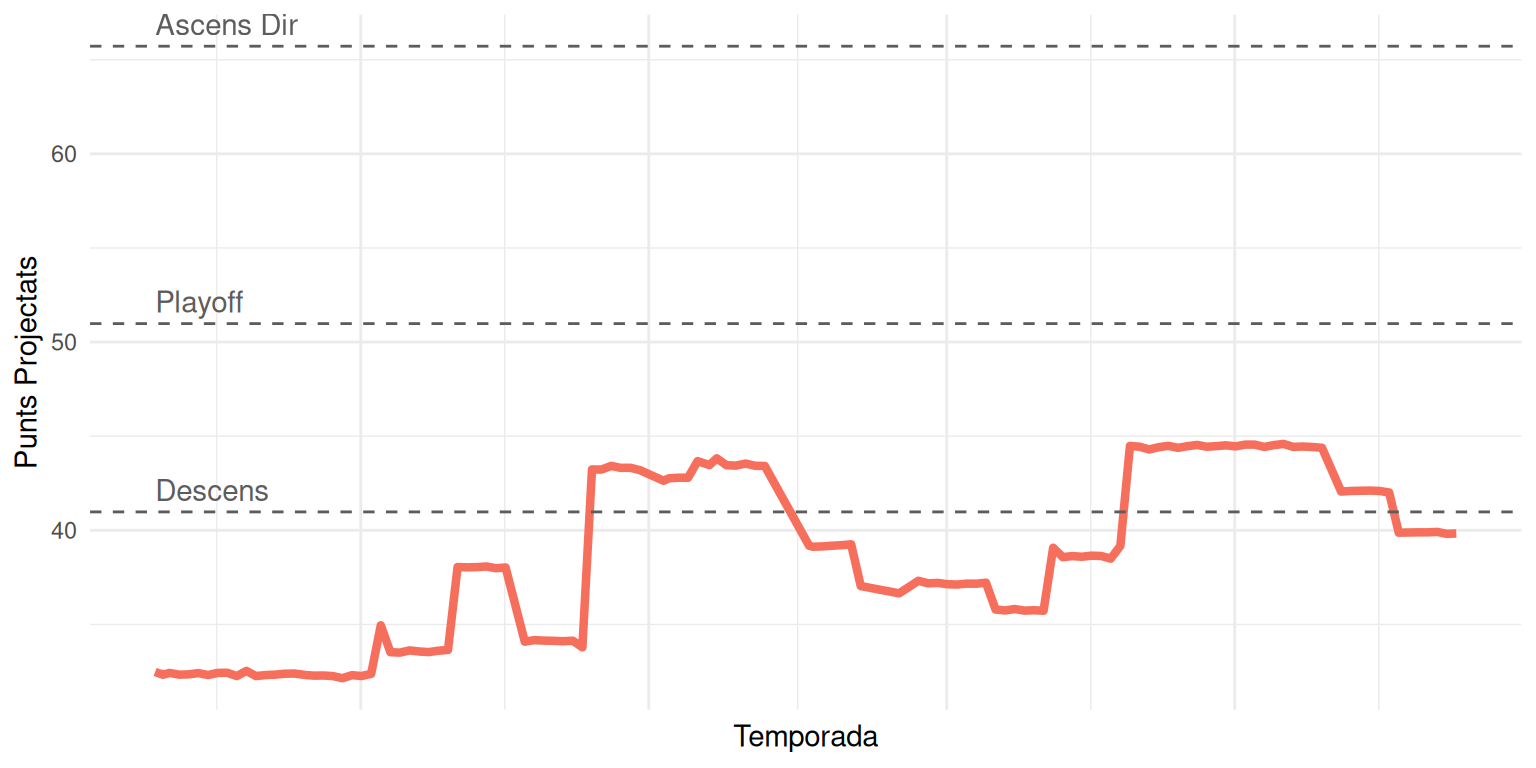 Ascens Dir
60
Playoff
50
Descens
40
Punts Projectats
Temporada